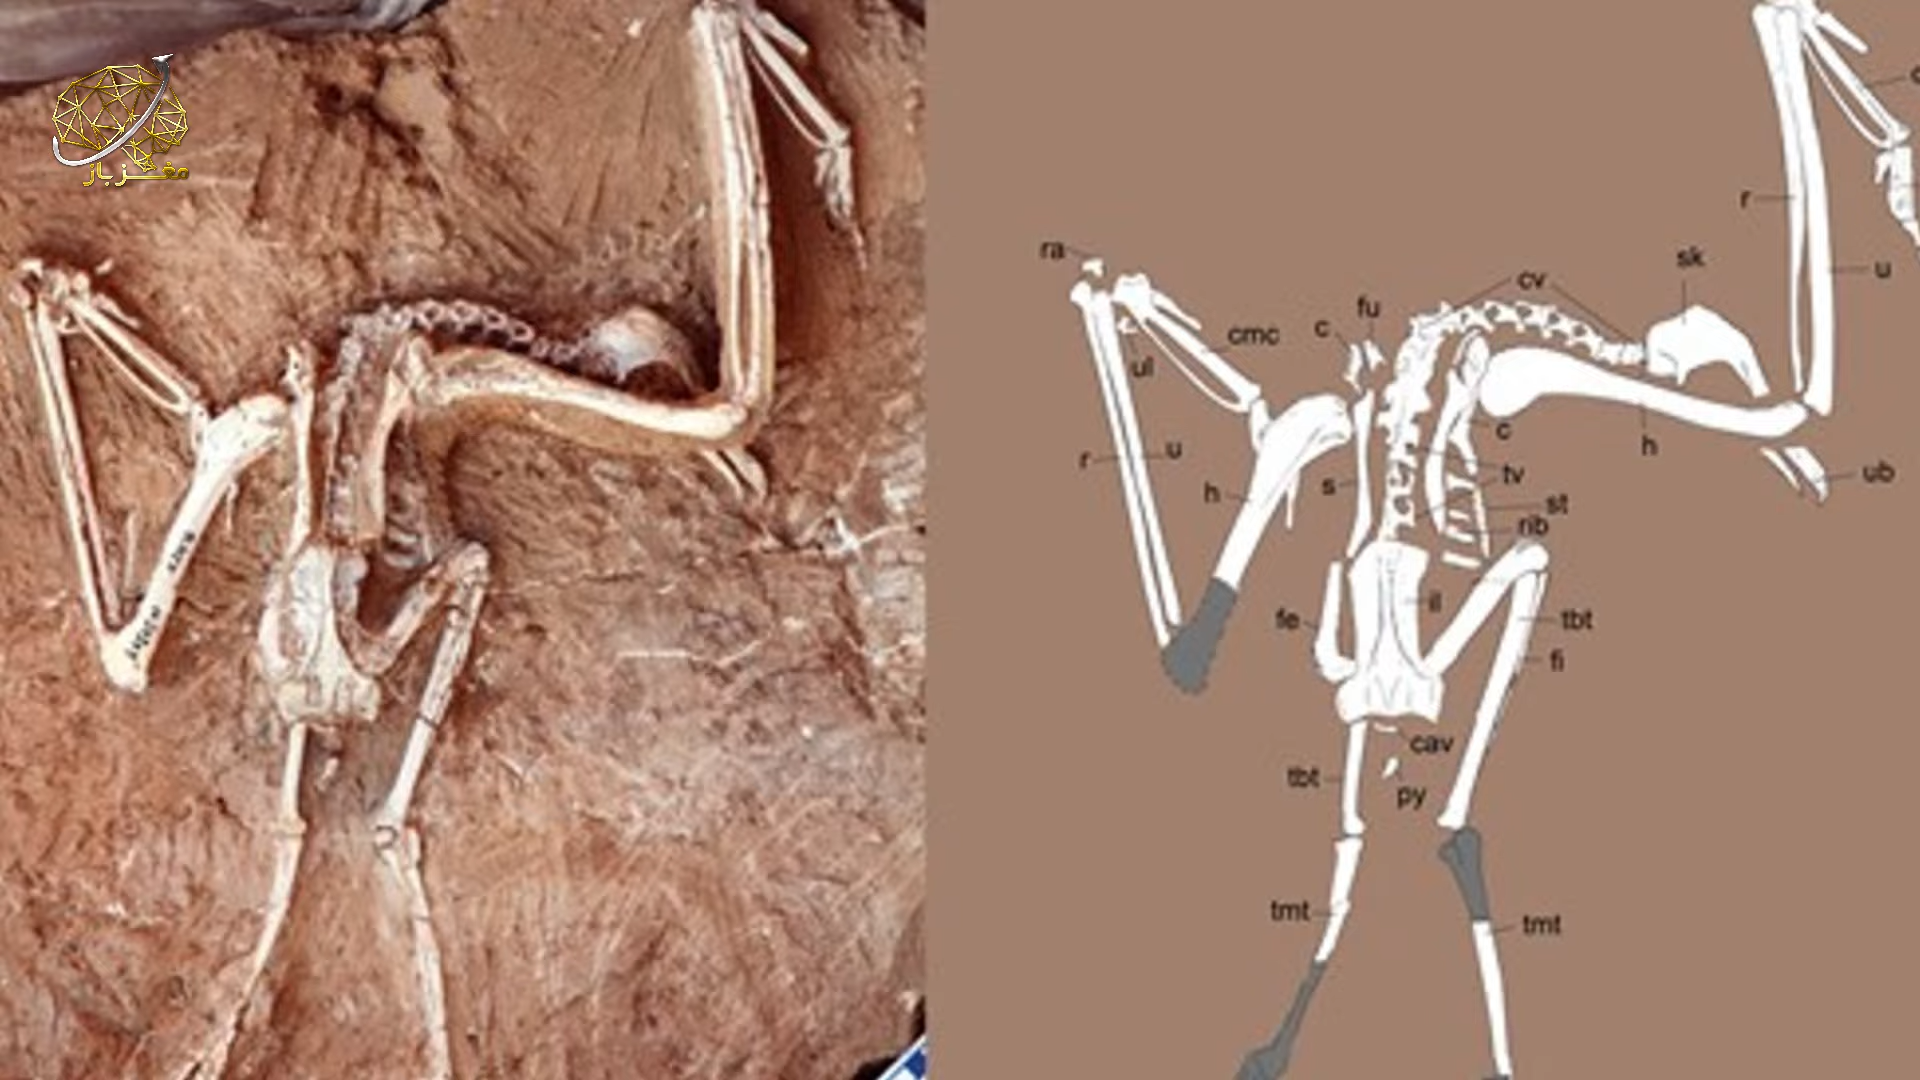 مغزباز
ra
cv
sk
r
u
fu
c
cmc
ul
r
u
h
s
c
h
tv
st
rib
ub
fe
il
tbt
fi
cav
tbt
py
tmt
tmt